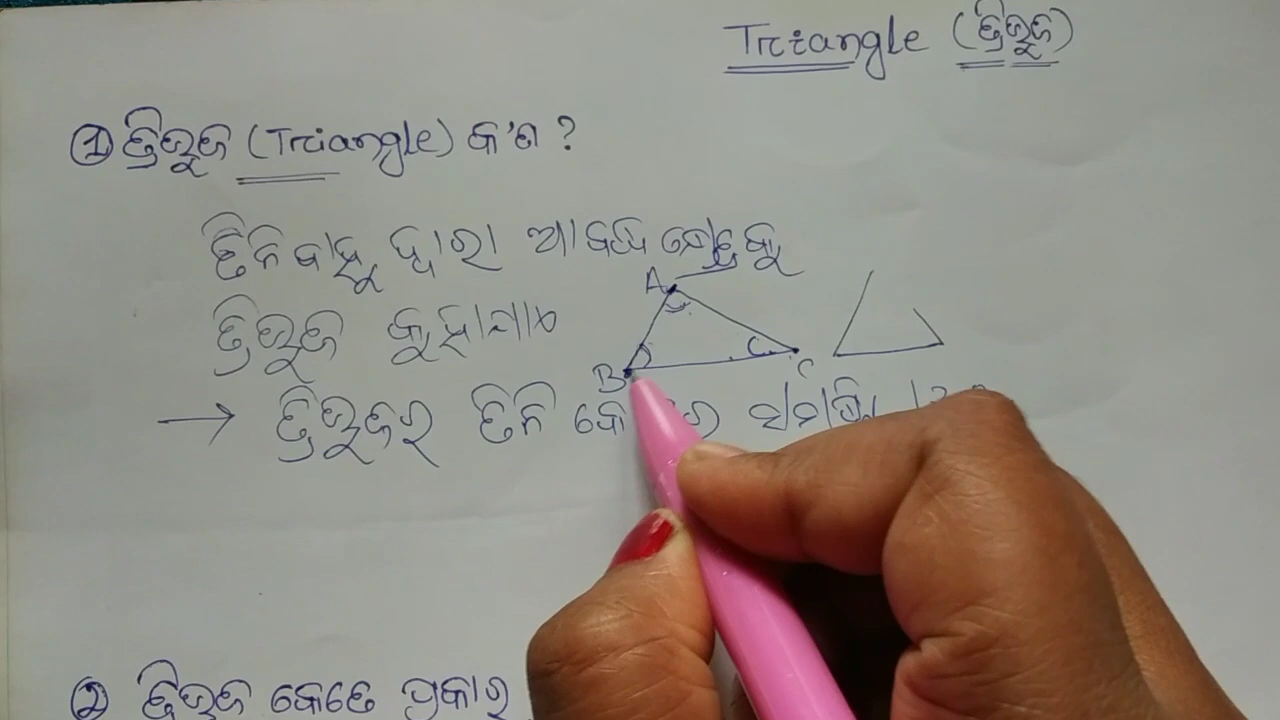 Triangle (ତ୍ରିଭୂଜ)
① ତ୍ରିଭୂଜ (Triangle) କ'ଣ ?
ତିନି ବାହୁ ଦ୍ୱାରା ଆବଦ୍ଧ କ୍ଷେତ୍ରକୁ
ତ୍ରିଭୂଜ କୁହାଯାଏ
A
B
C
→ ତ୍ରିଭୂଜର ତିନି
② ତ୍ରିଭୂଜ କେତେ ପ୍ରକାର